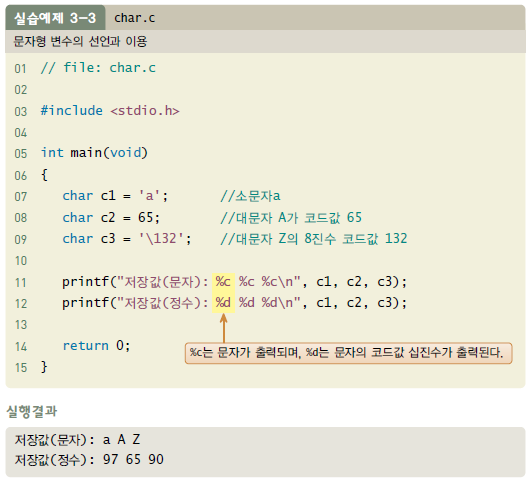 실습예제 3-3 char.c
문자형 변수의 선언과 이용
01 // file: char.c
02
03 #include <stdio.h>
04
05 int main(void)
06 {
07 char c1 = 'a'; //소문자a
08 char c2 = 65; //대문자 A가 코드값 65
09 char c3 = '\132'; //대문자 Z의 8진수 코드값 132
10
11 printf("저장값(문자): %c %c %c\n", c1, c2, c3);
12 printf("저장값(정수): %d %d %d\n", c1, c2, c3);
13
14 return 0;
%c는 문자가 출력되며, %d는 문자의 코드값 십진수가 출력된다.
15 }
실행결과
저장값(문자): a A Z
저장값(정수): 97 65 90